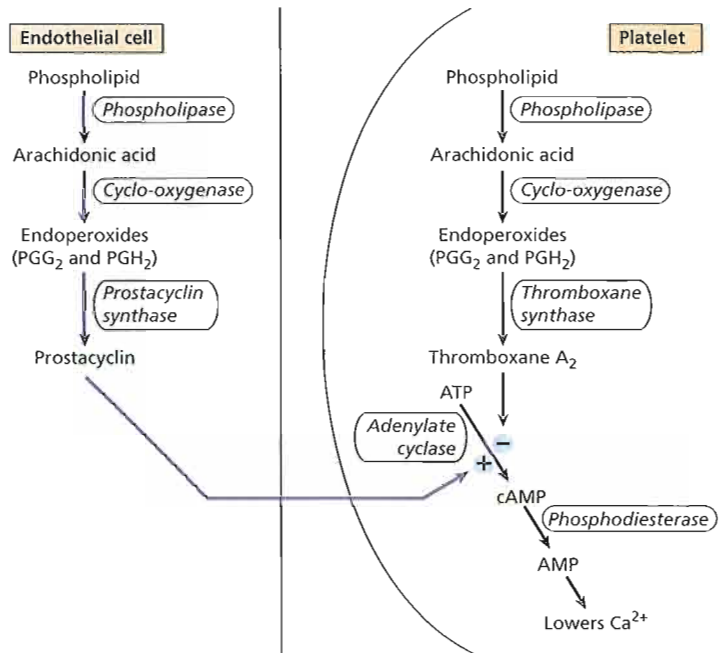 Endothelial cell
Phospholipid
Phospholipase
Arachidonic acid
Cyclo-oxygenase
Endoperoxides
(PGG₂ and PGH₂)
Prostacyclin
synthase
Prostacyclin
Platelet
Phospholipid
Phospholipase
Arachidonic acid
Cyclo-oxygenase
Endoperoxides
(PGG₂ and PGH₂)
Thromboxane
synthase
Thromboxane A₂
ATP
Adenylate
cyclase
−
+
cAMP
Phosphodiesterase
AMP
Lowers Ca²⁺